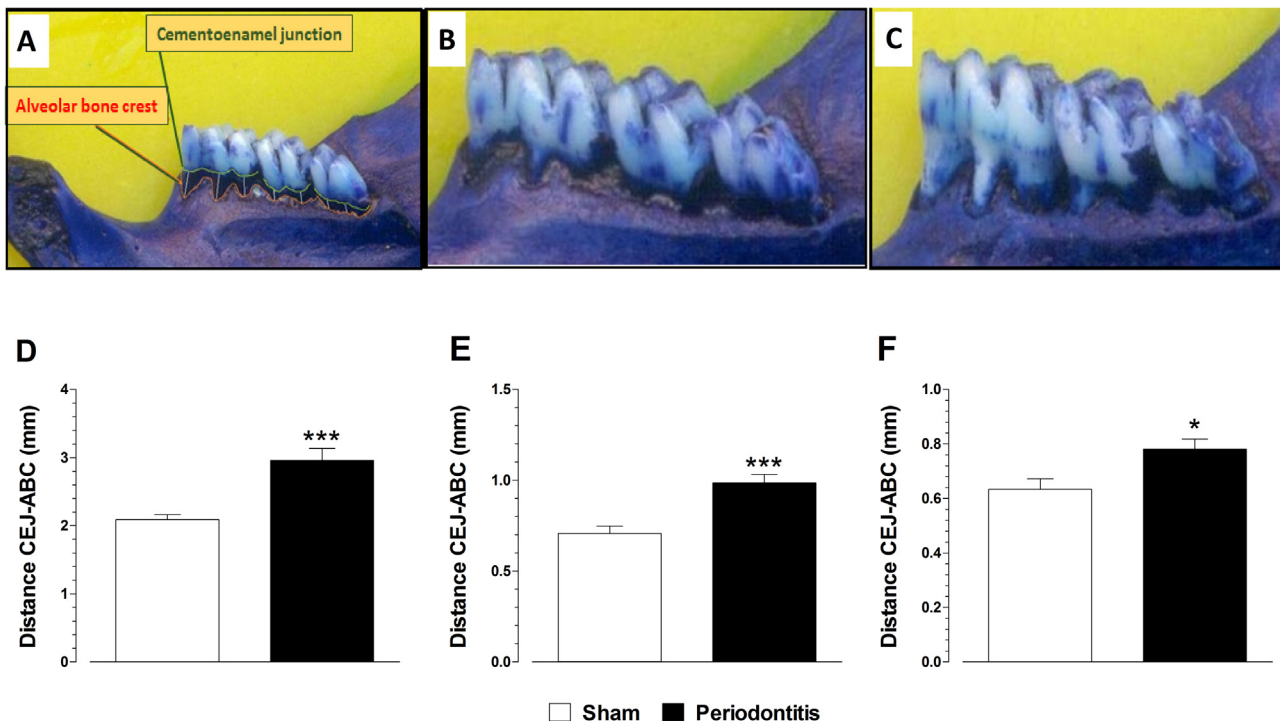 A
Cementoenamel junction
Alveolar bone crest
B
C
D
Distance CEJ-ABC (mm)
4
3
2
1
0
***
E
Distance CEJ-ABC (mm)
1.5
1.0
0.5
0.0
***
F
Distance CEJ-ABC (mm)
1.0
0.8
0.6
0.4
0.2
0.0
*
Sham
Periodontitis